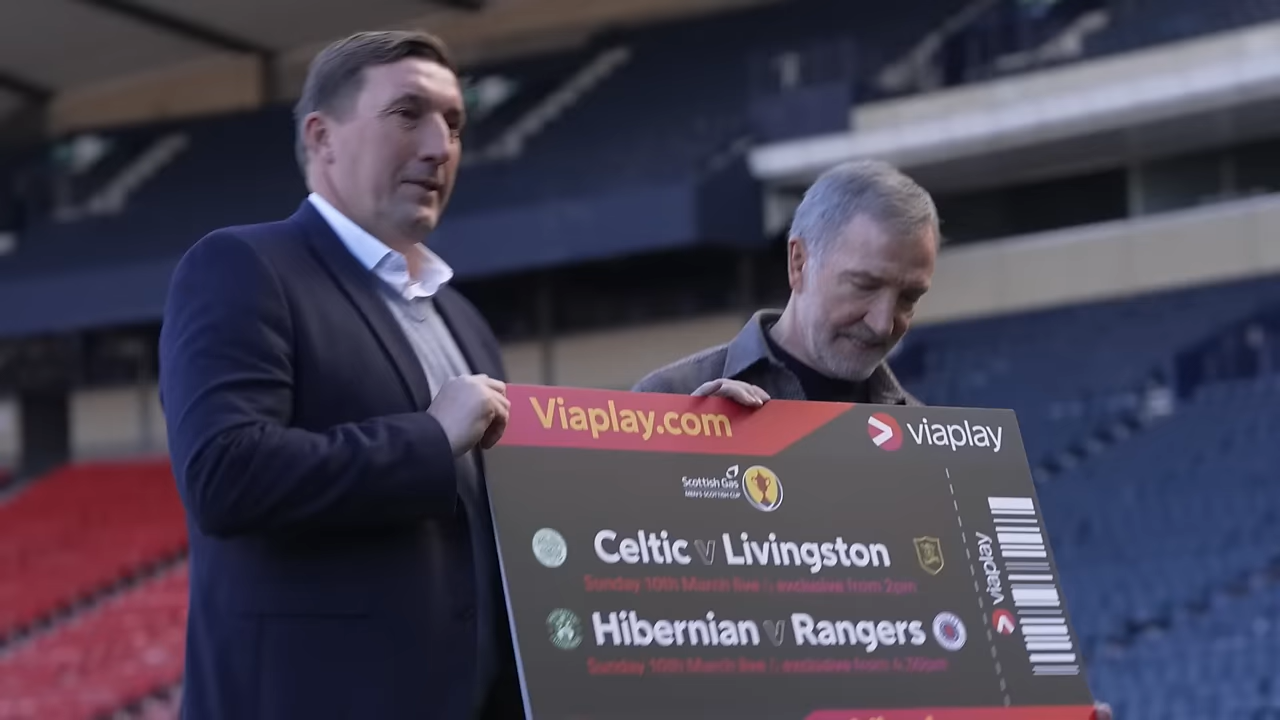 Viaplay.com
viaplay
Scottish Gas
MEN'S SCOTTISH CUP
Celtic V Livingston
Sunday 10th March live & exclusive from 2pm
Hibernian V Rangers
Sunday 10th March live & exclusive from 4.30pm
viaplay